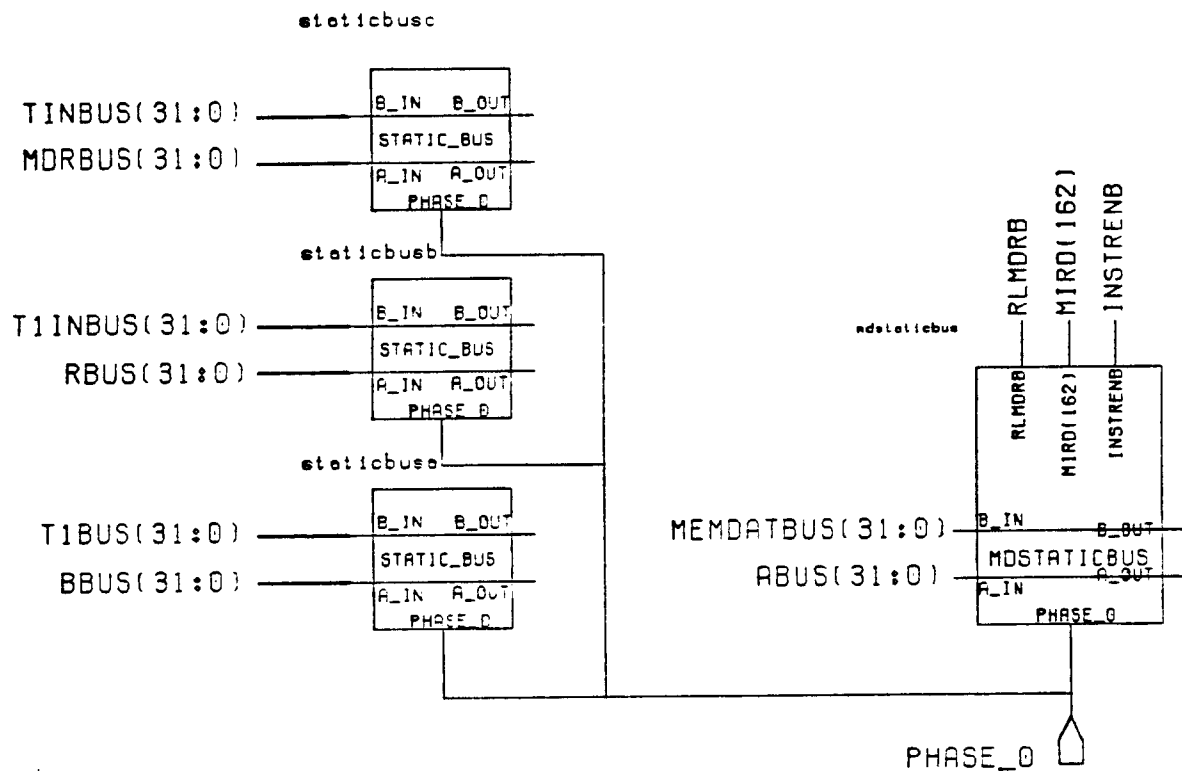 staticbusc
B_IN B_OUT
TINBUS(31:0)
STATIC_BUS
MDRBUS(31:0)
A_IN A_OUT
PHASE_0
staticbusb
B_IN B_OUT
T1INBUS(31:0)
STATIC_BUS
RBUS(31:0)
A_IN A_OUT
PHASE_0
staticbusa
B_IN B_OUT
T1BUS(31:0)
STATIC_BUS
BBUS(31:0)
A_IN A_OUT
PHASE_0
RLMDRB
MIRD(162)
INSTRENB
mdstaticbus
RLMDRB
MIRD(162)
INSTRENB
B_IN
MEMDATBUS(31:0)
B_OUT
MDSTATICBUS
ABUS(31:0)
A_OUT
A_IN
PHASE_0
PHASE_0